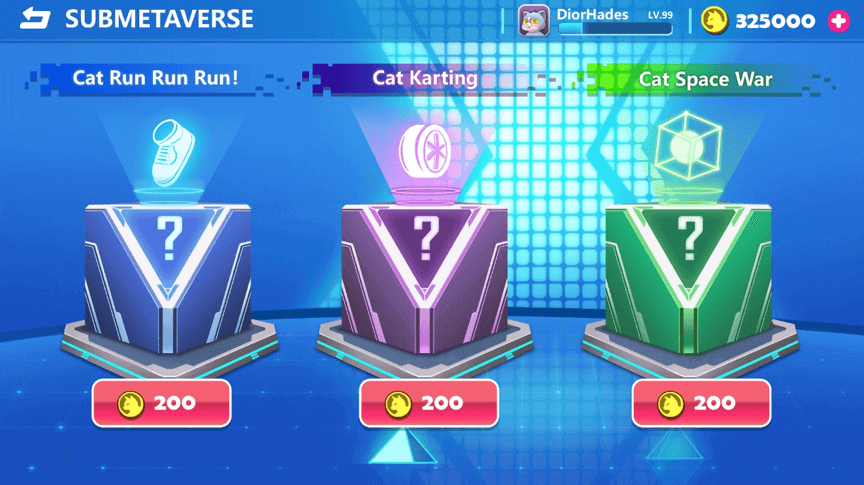 SUBMETAVERSE
DiorHades LV.99
325000
Cat Run Run Run!
Cat Karting
Cat Space War
?
?
?
200
200
200